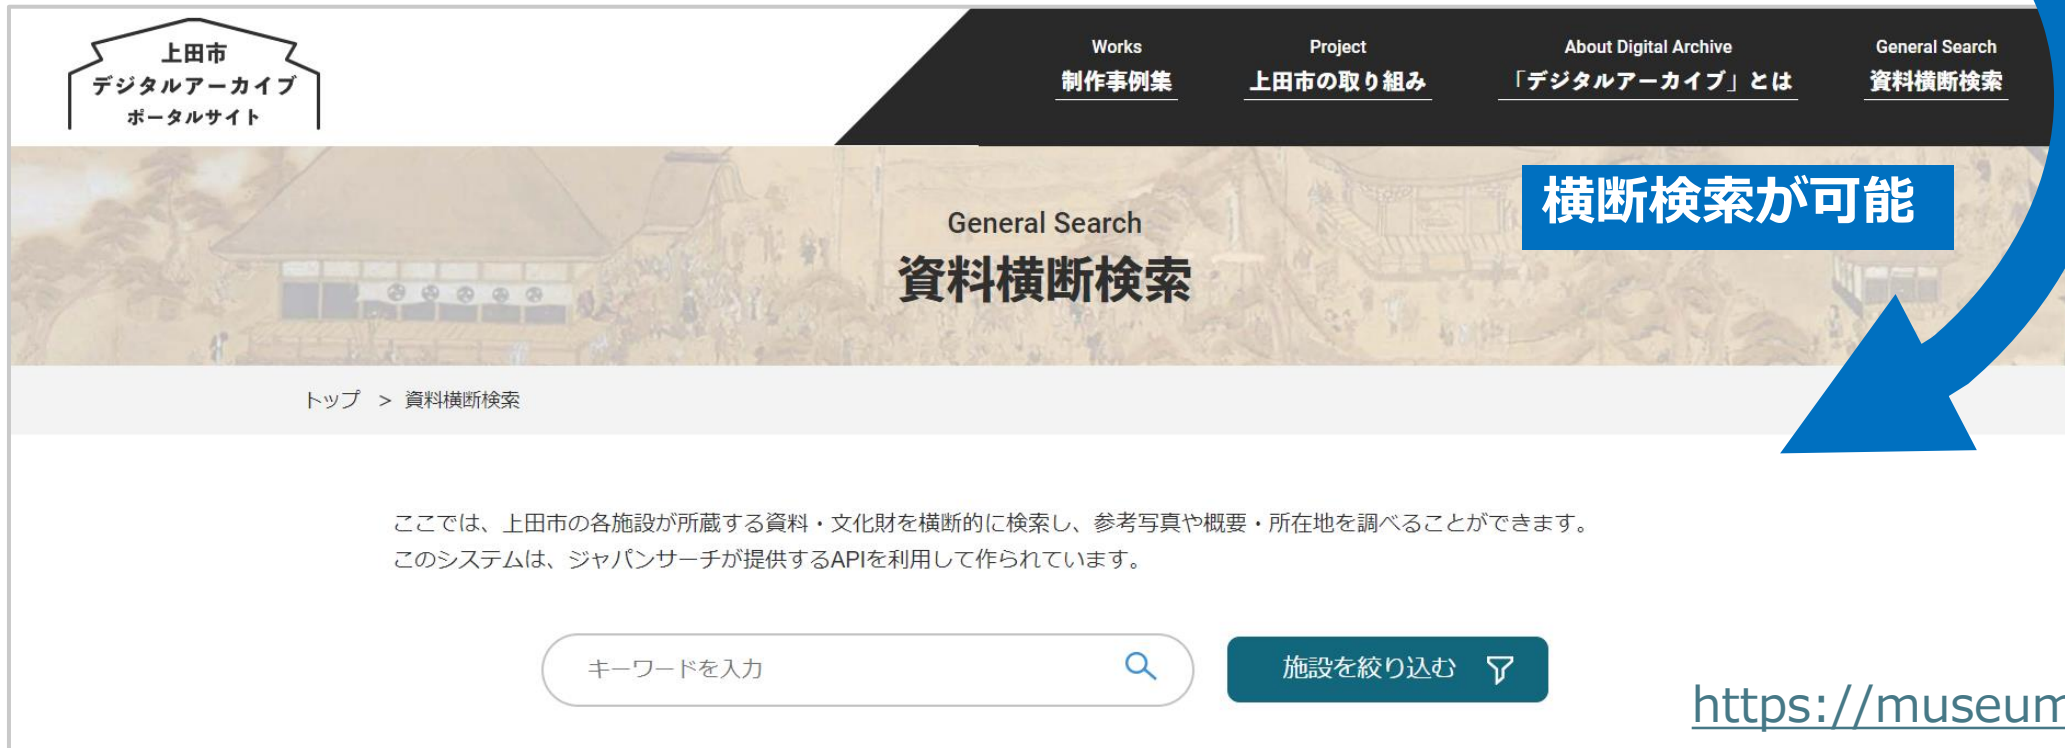 上田市
デジタルアーカイブ
ポータルサイト
Works
制作事例集
Project
上田市の取り組み
About Digital Archive
「デジタルアーカイブ」とは
General Search
資料横断検索
横断検索が可能
General Search
資料横断検索
トップ > 資料横断検索
ここでは、上田市の各施設が所蔵する資料・文化財を横断的に検索し、参考写真や概要・所在地を調べることができます。
このシステムは、ジャパンサーチが提供するAPIを利用して作られています。
キーワードを入力
施設を絞り込む
https://museum